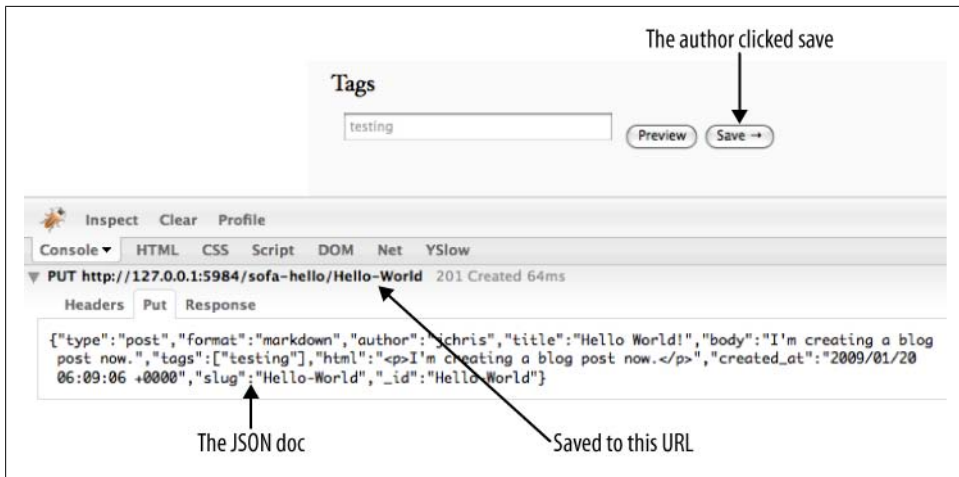 The author clicked save
Tags
testing
Preview
Save →
Inspect Clear Profile
Console ▾ HTML CSS Script DOM Net YSlow
PUT http://127.0.0.1:5984/sofa-hello/Hello-World 201 Created 64ms
Headers Put Response
{"type":"post","format":"markdown","author":"jchris","title":"Hello World!","body":"I'm creating a blog
post now.","tags":["testing"],"html":"<p>I'm creating a blog post now.</p>","created_at":"2009/01/20
06:09:06 +0000","slug":"Hello-World","_id":"Hello-World"}
The JSON doc
Saved to this URL